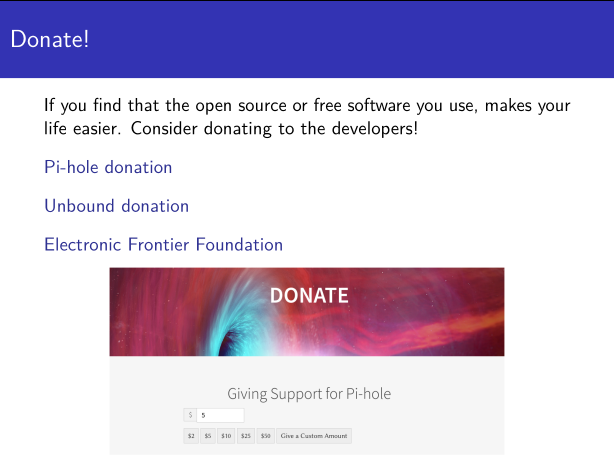 Donate!
If you find that the open source or free software you use, makes your
life easier. Consider donating to the developers!
Pi-hole donation
Unbound donation
Electronic Frontier Foundation
DONATE
Giving Support for Pi-hole
$ 5
$2 $5 $10 $25 $50 Give a Custom Amount